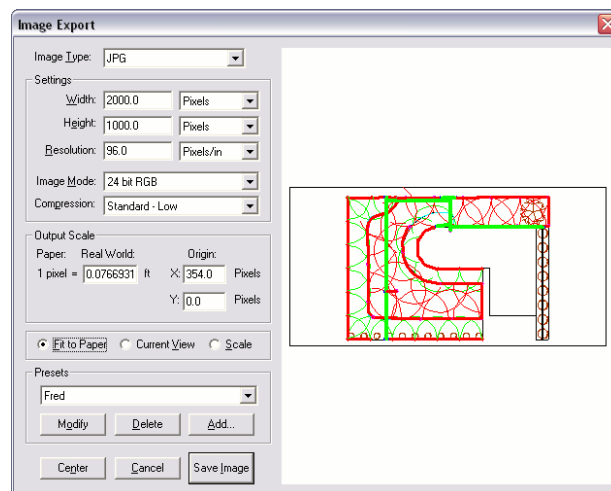 Image Export
Image Type: JPG
Settings
Width: 2000.0 Pixels
Height: 1000.0 Pixels
Resolution: 96.0 Pixels/in
Image Mode: 24 bit RGB
Compression: Standard - Low
Output Scale
Paper: Real World: Origin:
1 pixel = 0.0766931 ft X: 354.0 Pixels
Y: 0.0 Pixels
Fit to Paper Current View Scale
Presets
Fred
Modify Delete Add...
Center Cancel Save Image